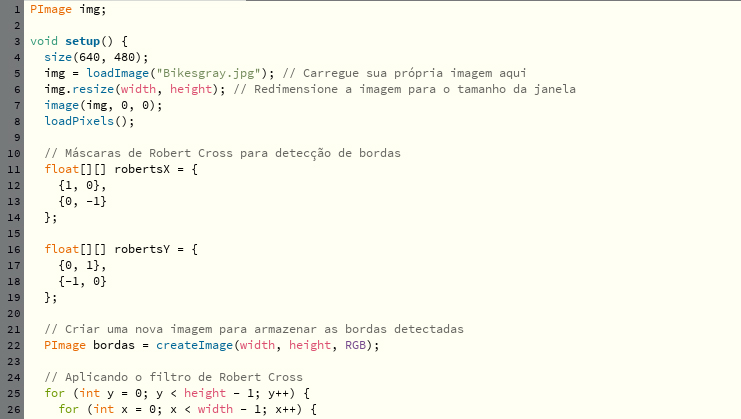 1 PImage img;
2
3 void setup() {
4   size(640, 480);
5   img = loadImage("Bikesgray.jpg"); // Carregue sua própria imagem aqui
6   img.resize(width, height); // Redimensione a imagem para o tamanho da janela
7   image(img, 0, 0);
8   loadPixels();
9
10   // Máscaras de Robert Cross para detecção de bordas
11   float[][] robertsX = {
12     {1, 0},
13     {0, -1}
14   };
15
16   float[][] robertsY = {
17     {0, 1},
18     {-1, 0}
19   };
20
21   // Criar uma nova imagem para armazenar as bordas detectadas
22   PImage bordas = createImage(width, height, RGB);
23
24   // Aplicando o filtro de Robert Cross
25   for (int y = 0; y < height - 1; y++) {
26     for (int x = 0; x < width - 1; x++) {